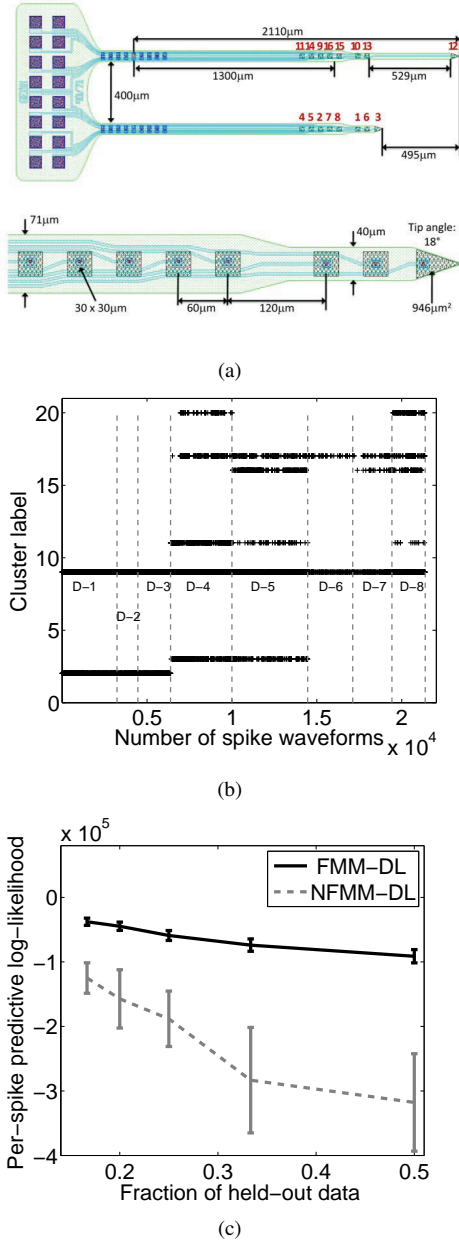 2110μm
11 14 9 16 15 10 13 12
1300μm
529μm
400μm
4 5 2 7 8 1 6 3
495μm
71μm
40μm
Tip angle:
18°
30 x 30μm
60μm
120μm
946μm²
(a)
20
15
10
5
0
Cluster label
D−1
D−2
D−3
D−4
D−5
D−6
D−7
D−8
0.5
1
1.5
2
Number of spike waveforms
x 10⁴
(b)
x 10⁵
0
−1
−2
−3
−4
Per−spike predictive log−likelihood
FMM−DL
NFMM−DL
0.2
0.3
0.4
0.5
Fraction of held−out data
(c)